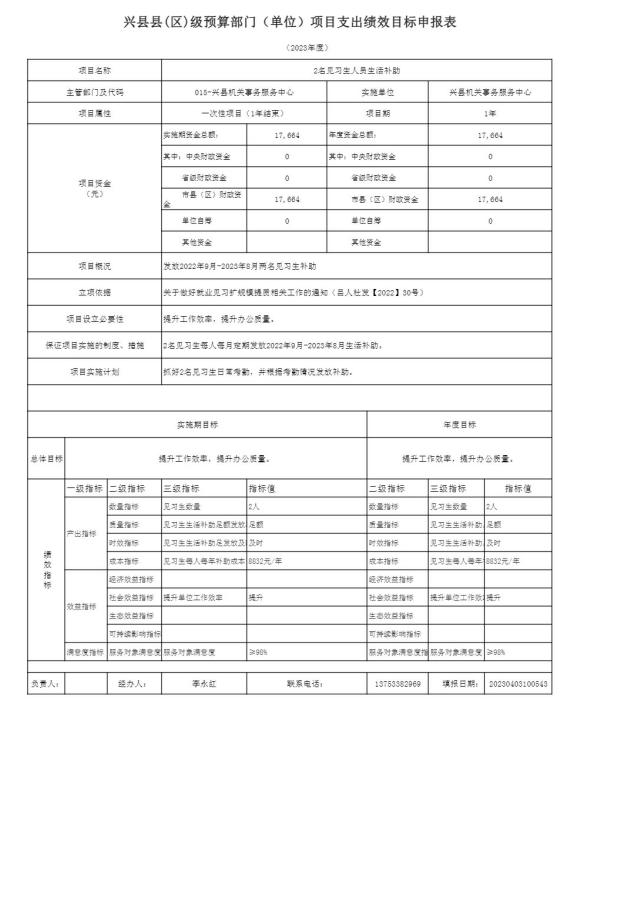 兴县县(区)级预算部门（单位）项目支出绩效目标申报表
（2023年度）
项目名称 2名见习生人员生活补助
主管部门及代码 015-兴县机关事务服务中心 实施单位 兴县机关事务服务中心
项目属性 一次性项目（1年结束） 项目期 1年
项目资金
（元）
实施期资金总额： 17,664 年度资金总额： 17,664
其中：中央财政资金 0 其中：中央财政资金 0
省级财政资金 0 省级财政资金 0
市县（区）财政资金 17,664 市县（区）财政资金 17,664
单位自筹 0 单位自筹 0
其他资金 其他资金
项目概况 发放2022年9月-2023年8月两名见习生补助
立项依据 关于做好就业见习扩规模提质相关工作的通知（吕人社发【2022】30号）
项目设立必要性 提升工作效率，提升办公质量。
保证项目实施的制度、措施 2名见习生每人每月定期发放2022年9月-2023年8月生活补助。
项目实施计划 抓好2名见习生日常考勤，并根据考勤情况发放补助。
实施期目标 年度目标
总体目标 提升工作效率，提升办公质量。 提升工作效率，提升办公质量。
绩效指标
一级指标 二级指标 三级指标 指标值 二级指标 三级指标 指标值
产出指标
数量指标 见习生数量 2人 数量指标 见习生数量 2人
质量指标 见习生生活补助足额发放 足额 质量指标 见习生生活补助 足额
时效指标 见习生生活补助足发放及 及时 时效指标 见习生生活补助 及时
成本指标 见习生每人每年补助成本 8832元/年 成本指标 见习生每人每年 8832元/年
效益指标
经济效益指标 经济效益指标
社会效益指标 提升单位工作效率 提升 社会效益指标 提升单位工作效 提升
生态效益指标 生态效益指标
可持续影响指标 可持续影响指标
满意度指标 服务对象满意度 服务对象满意度 ≥98% 服务对象满意度指 服务对象满意度 ≥98%
负责人： 经办人： 李永红 联系电话： 13753382969 填报日期： 20230403100543